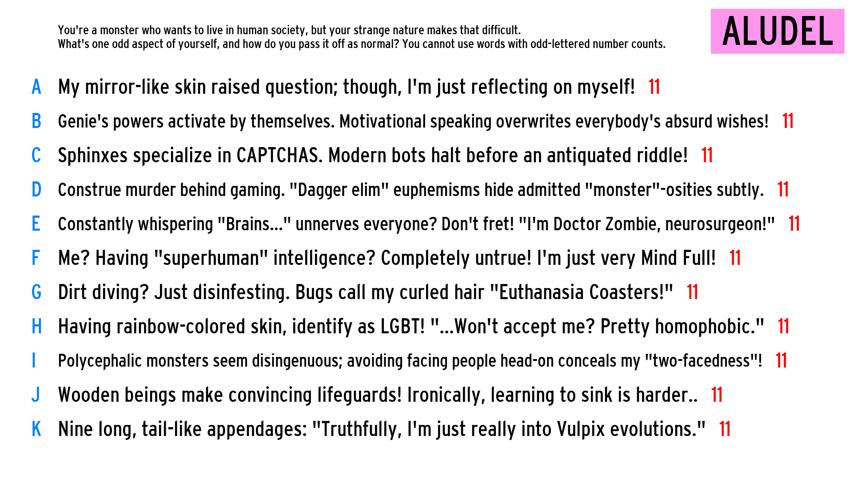 You're a monster who wants to live in human society, but your strange nature makes that difficult.
What's one odd aspect of yourself, and how do you pass it off as normal? You cannot use words with odd-lettered number counts.
ALUDEL
A My mirror-like skin raised question; though, I'm just reflecting on myself! 11
B Genie's powers activate by themselves. Motivational speaking overwrites everybody's absurd wishes! 11
C Sphinxes specialize in CAPTCHAS. Modern bots halt before an antiquated riddle! 11
D Construe murder behind gaming. "Dagger elim" euphemisms hide admitted "monster"-osities subtly. 11
E Constantly whispering "Brains..." unnerves everyone? Don't fret! "I'm Doctor Zombie, neurosurgeon!" 11
F Me? Having "superhuman" intelligence? Completely untrue! I'm just very Mind Full! 11
G Dirt diving? Just disinfesting. Bugs call my curled hair "Euthanasia Coasters!" 11
H Having rainbow-colored skin, identify as LGBT! "...Won't accept me? Pretty homophobic." 11
I Polycephalic monsters seem disingenuous; avoiding facing people head-on conceals my "two-facedness"! 11
J Wooden beings make convincing lifeguards! Ironically, learning to sink is harder.. 11
K Nine long, tail-like appendages: "Truthfully, I'm just really into Vulpix evolutions." 11